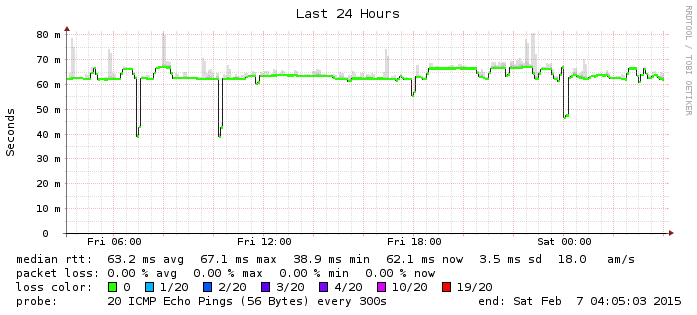 Last 24 Hours
RRDTOOL / TOBI OETIKER
Seconds
80 m
70 m
60 m
50 m
40 m
30 m
20 m
10 m
0
Fri 06:00 Fri 12:00 Fri 18:00 Sat 00:00
median rtt: 63.2 ms avg 67.1 ms max 38.9 ms min 62.1 ms now 3.5 ms sd 18.0 am/s
packet loss: 0.00 % avg 0.00 % max 0.00 % min 0.00 % now
loss color: 0 1/20 2/20 3/20 4/20 10/20 19/20
probe: 20 ICMP Echo Pings (56 Bytes) every 300s end: Sat Feb 7 04:05:03 2015